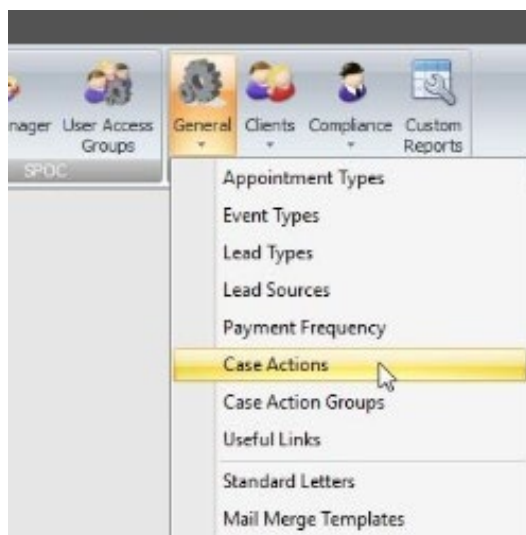 nager User Access General Clients Compliance Custom
Groups Reports
SPOC
Appointment Types
Event Types
Lead Types
Lead Sources
Payment Frequency
Case Actions
Case Action Groups
Useful Links
Standard Letters
Mail Merge Templates